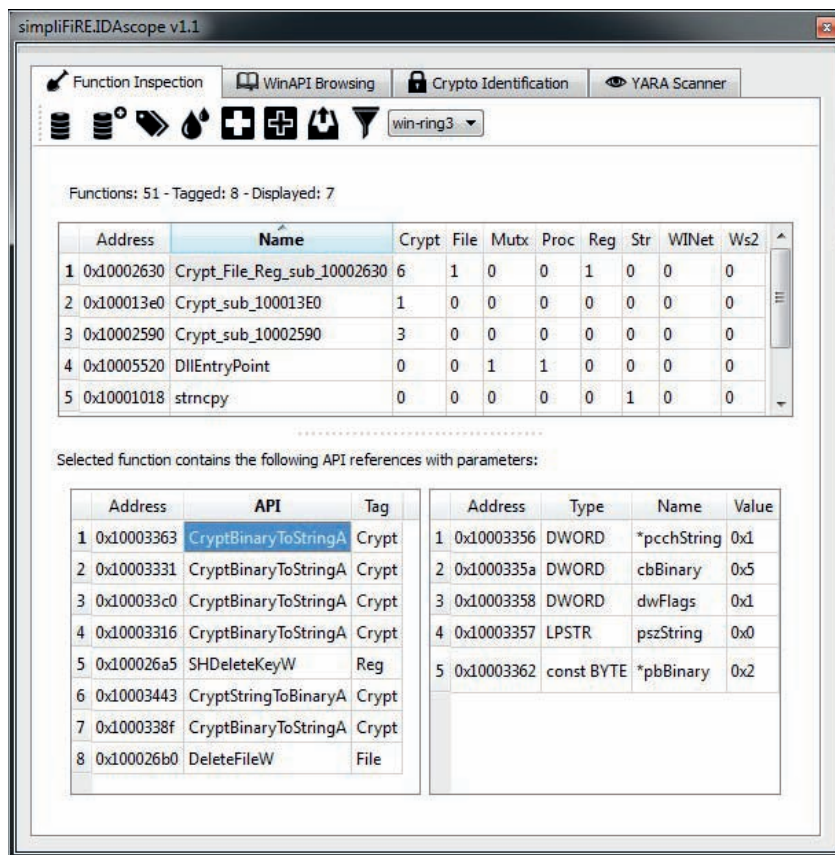 simpliFiRE.IDAscope v1.1
Function Inspection WinAPI Browsing Crypto Identification YARA Scanner
win-ring3
Functions: 51 - Tagged: 8 - Displayed: 7
Address Name Crypt File Mutx Proc Reg Str WINet Ws2
1 0x10002630 Crypt_File_Reg_sub_10002630 6 1 0 0 1 0 0 0
2 0x100013e0 Crypt_sub_100013E0 1 0 0 0 0 0 0 0
3 0x10002590 Crypt_sub_10002590 3 0 0 0 0 0 0 0
4 0x10005520 DllEntryPoint 0 0 1 1 0 0 0 0
5 0x10001018 strncpy 0 0 0 0 0 1 0 0
Selected function contains the following API references with parameters:
Address API Tag
1 0x10003363 CryptBinaryToStringA Crypt
2 0x10003331 CryptBinaryToStringA Crypt
3 0x100033c0 CryptBinaryToStringA Crypt
4 0x10003316 CryptBinaryToStringA Crypt
5 0x100026a5 SHDeleteKeyW Reg
6 0x10003443 CryptStringToBinaryA Crypt
7 0x1000338f CryptBinaryToStringA Crypt
8 0x100026b0 DeleteFileW File
Address Type Name Value
1 0x10003356 DWORD *pcchString 0x1
2 0x1000335a DWORD cbBinary 0x5
3 0x10003358 DWORD dwFlags 0x1
4 0x10003357 LPSTR pszString 0x0
5 0x10003362 const BYTE *pbBinary 0x2